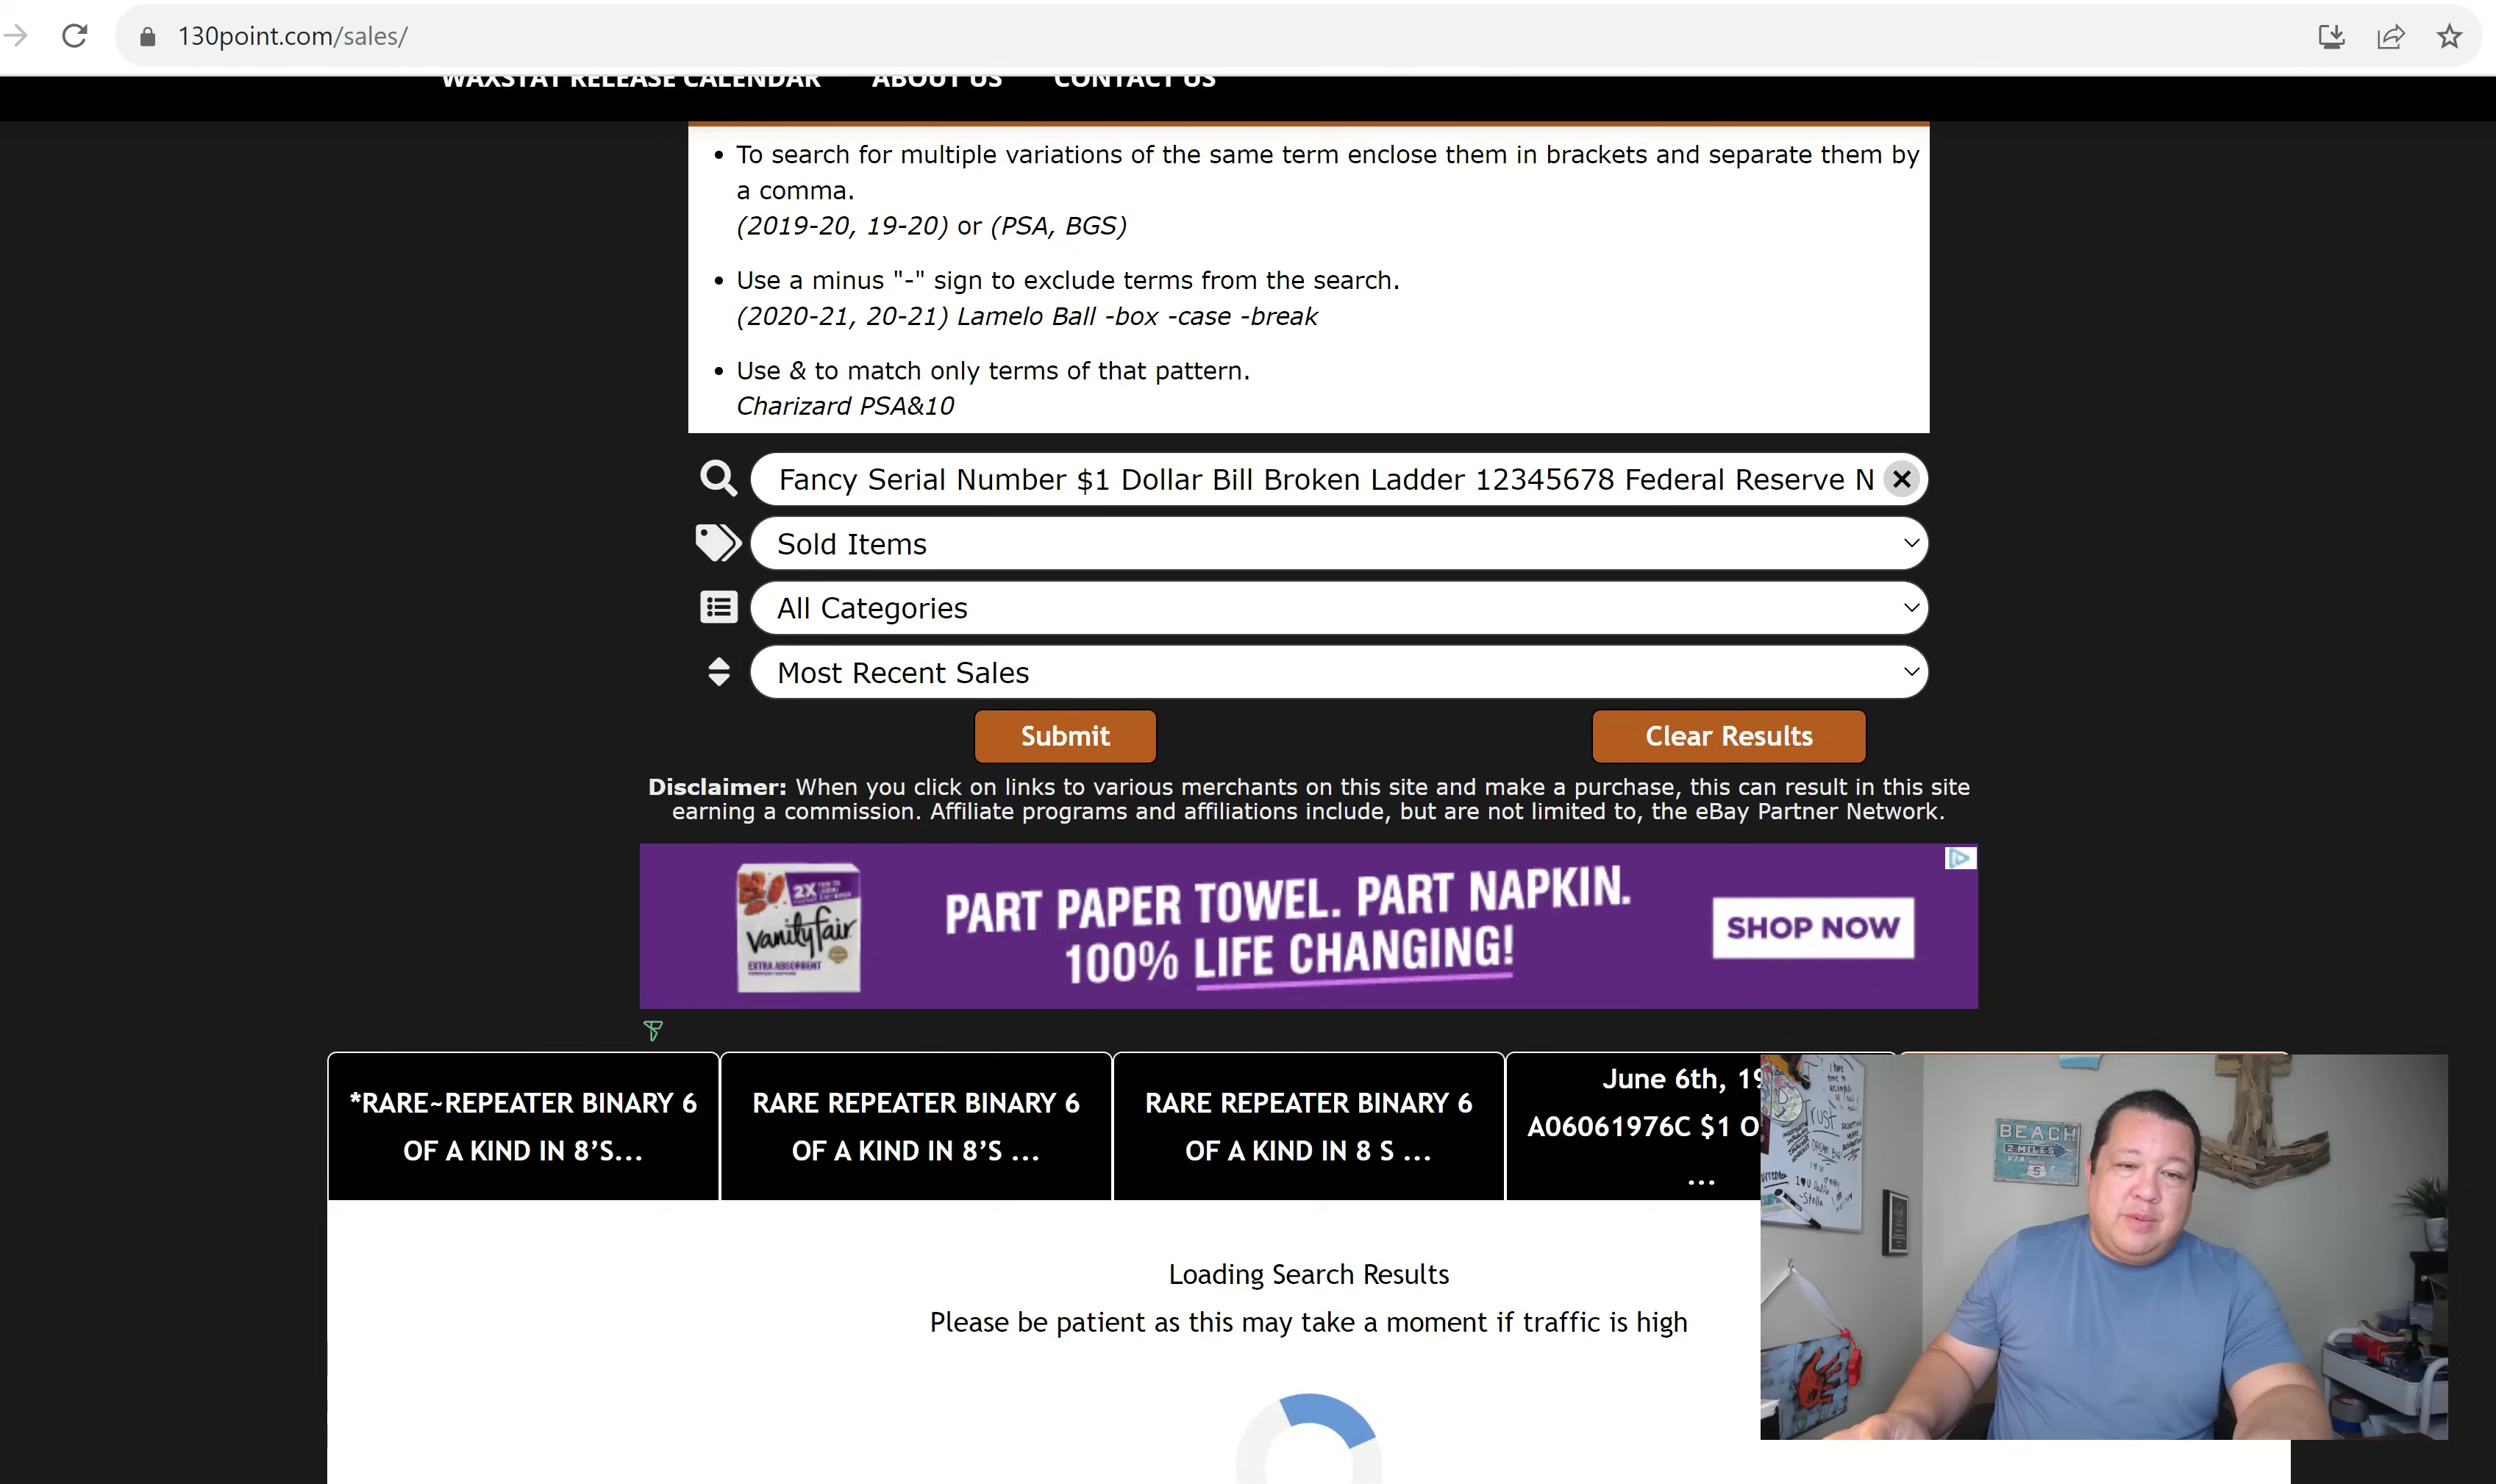 130point.com/sales/
WAXSTAT RELEASE CALENDAR ABOUT US CONTACT US
• To search for multiple variations of the same term enclose them in brackets and separate them by
a comma.
(2019-20, 19-20) or (PSA, BGS)
• Use a minus "-" sign to exclude terms from the search.
(2020-21, 20-21) Lamelo Ball -box -case -break
• Use & to match only terms of that pattern.
Charizard PSA&10
Fancy Serial Number $1 Dollar Bill Broken Ladder 12345678 Federal Reserve N
Sold Items
All Categories
Most Recent Sales
Submit Clear Results
Disclaimer: When you click on links to various merchants on this site and make a purchase, this can result in this site
earning a commission. Affiliate programs and affiliations include, but are not limited to, the eBay Partner Network.
2X
vanityfair
EXTRA ABSORBENT
PART PAPER TOWEL. PART NAPKIN.
100% LIFE CHANGING!
SHOP NOW
*RARE~REPEATER BINARY 6
OF A KIND IN 8’S...
RARE REPEATER BINARY 6
OF A KIND IN 8’S ...
RARE REPEATER BINARY 6
OF A KIND IN 8 S ...
June 6th, 19
A06061976C $1 O
...
Trust
BEACH
2 MILES
VIA
5
I ♥ U
-Stella
Loading Search Results
Please be patient as this may take a moment if traffic is high